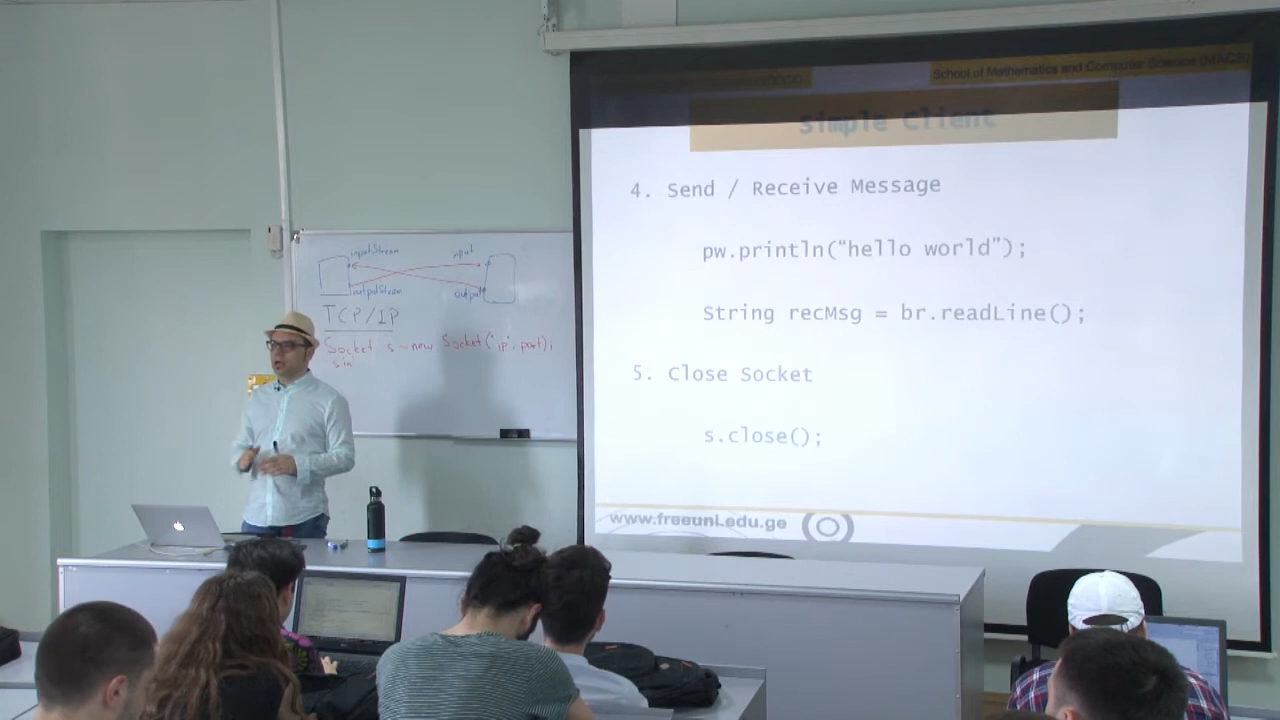 School of Mathematics and Computer Science (MACS)
Simple Client
4. Send / Receive Message
pw.println(“hello world”);
String recMsg = br.readLine();
5. Close Socket
s.close();
www.freeuni.edu.ge
inputStream
input
outputStream
output
TCP/IP
Socket s = new Socket("ip", port);